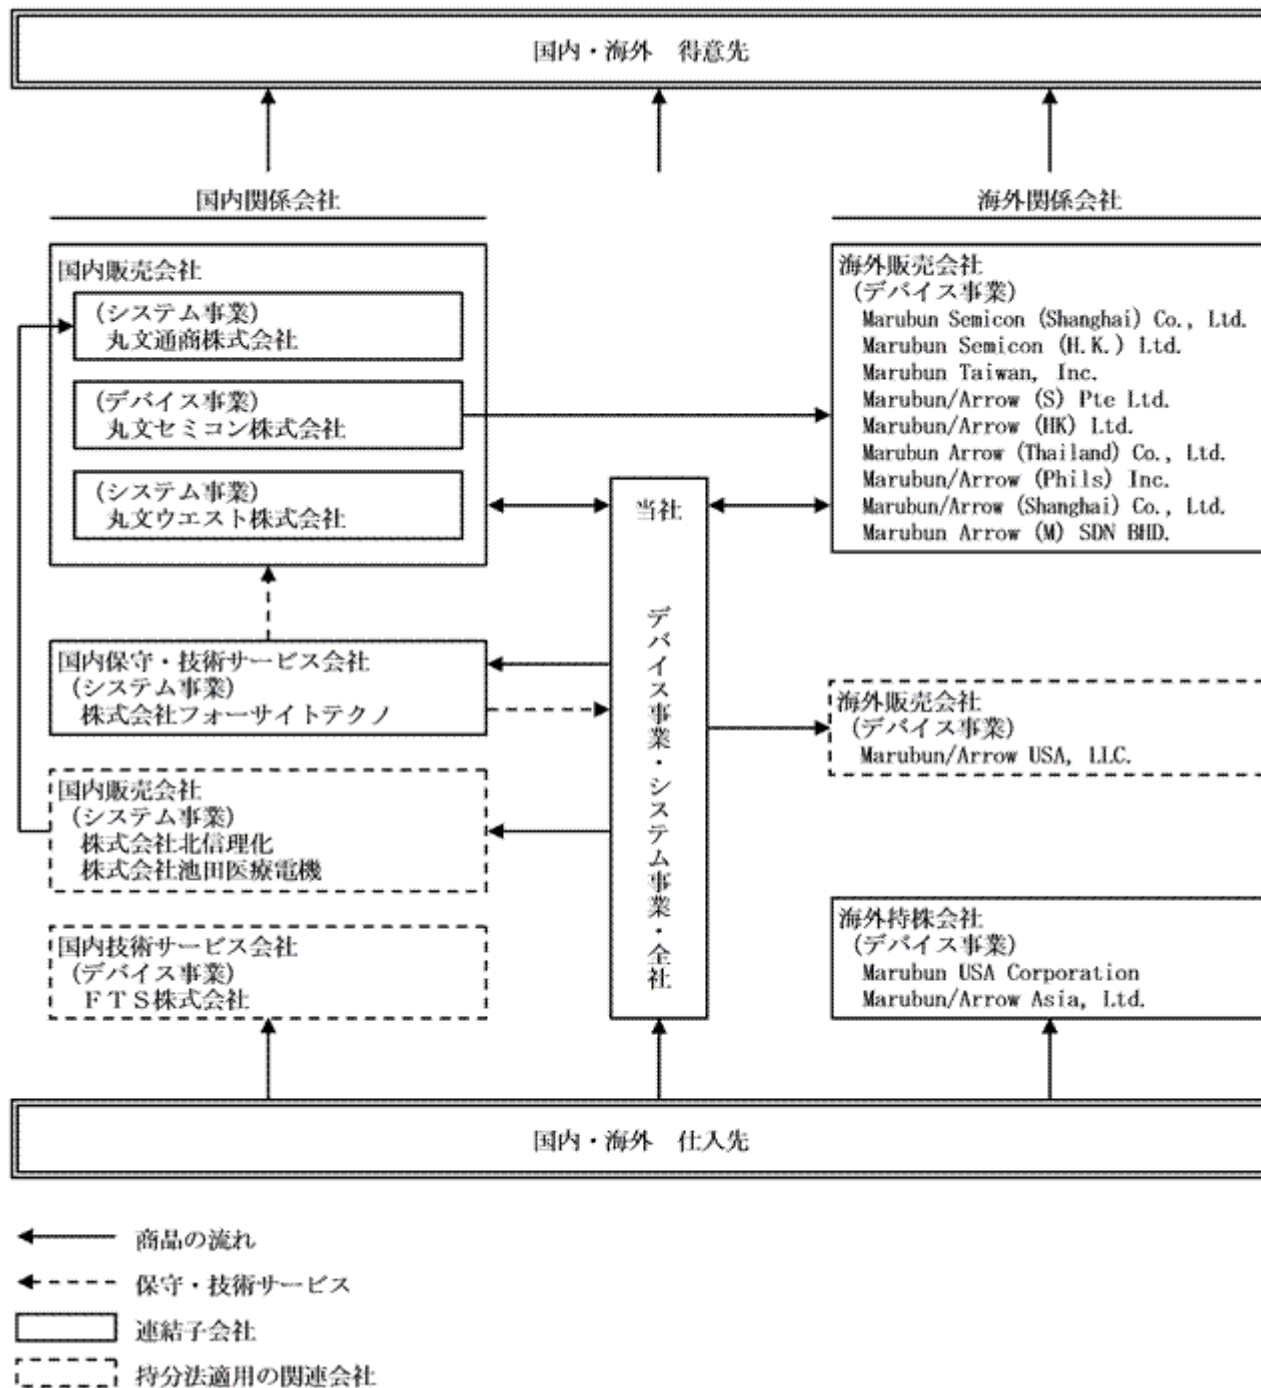 国内・海外　得意先
国内関係会社
海外関係会社
国内販売会社
(システム事業)
丸文通商株式会社
(デバイス事業)
丸文セミコン株式会社
(システム事業)
丸文ウエスト株式会社
国内保守・技術サービス会社
(システム事業)
株式会社フォーサイトテクノ
国内販売会社
(システム事業)
株式会社北信理化
株式会社池田医療電機
国内技術サービス会社
(デバイス事業)
ＦＴＳ株式会社
当社　デバイス事業・システム事業・全社
海外販売会社
(デバイス事業)
Marubun Semicon (Shanghai) Co., Ltd.
Marubun Semicon (H.K.) Ltd.
Marubun Taiwan, Inc.
Marubun/Arrow (S) Pte Ltd.
Marubun/Arrow (HK) Ltd.
Marubun Arrow (Thailand) Co., Ltd.
Marubun/Arrow (Phils) Inc.
Marubun/Arrow (Shanghai) Co., Ltd.
Marubun Arrow (M) SDN BHD.
海外販売会社
(デバイス事業)
Marubun/Arrow USA, LLC.
海外持株会社
(デバイス事業)
Marubun USA Corporation
Marubun/Arrow Asia, Ltd.
国内・海外　仕入先
商品の流れ
保守・技術サービス
連結子会社
持分法適用の関連会社